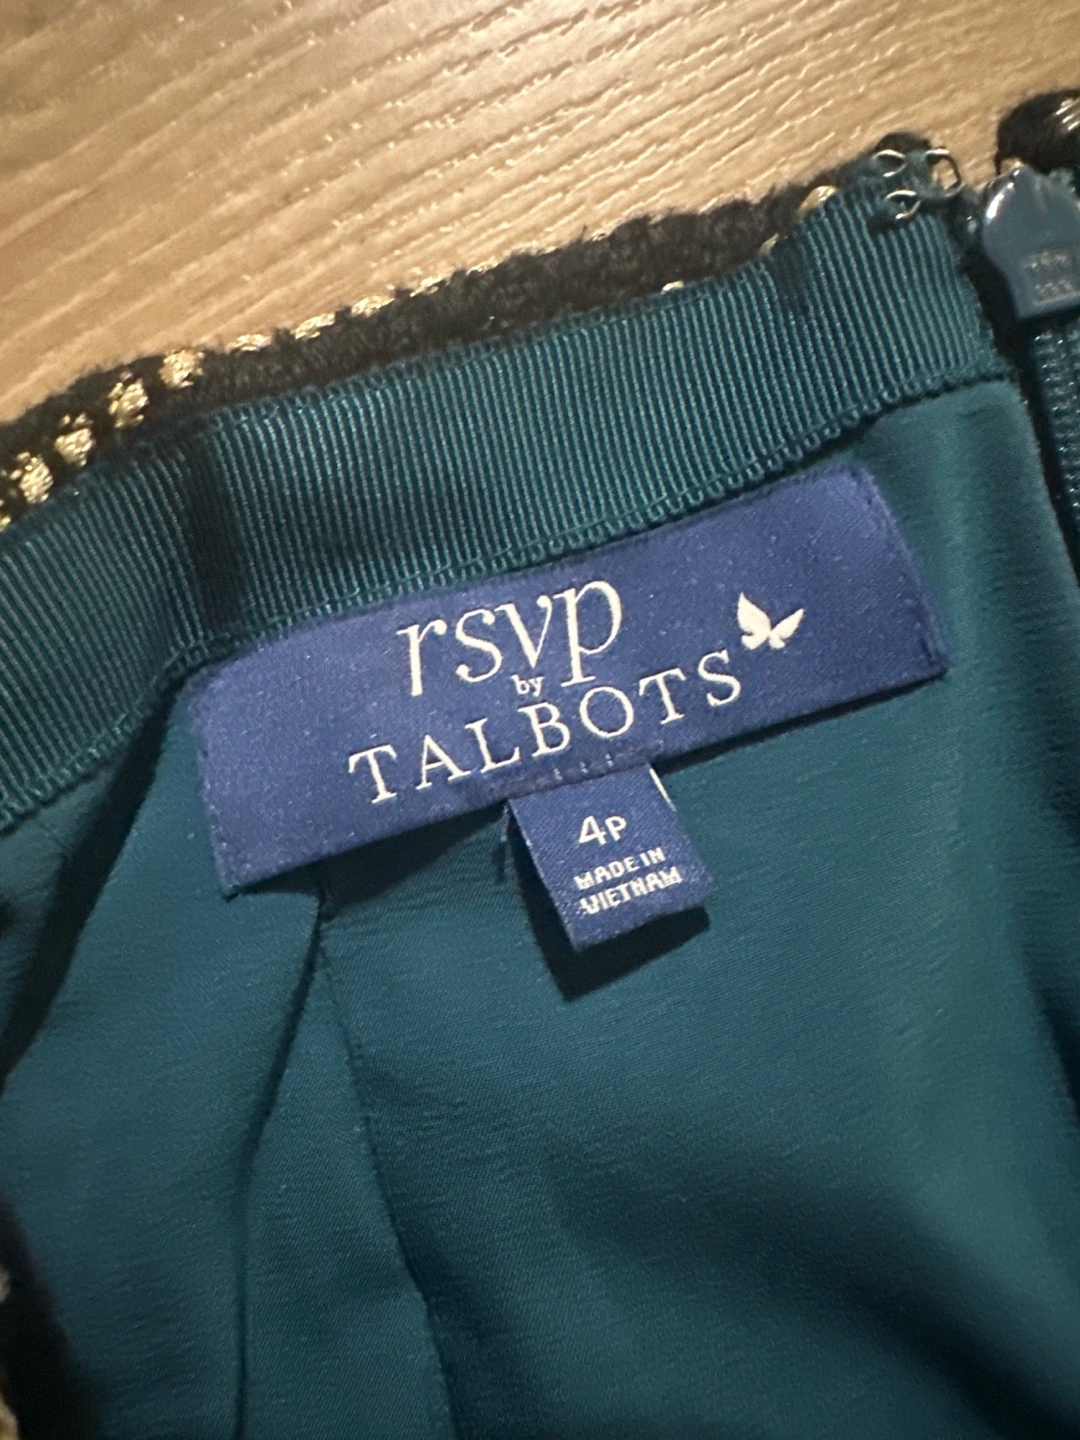 rsvp
by
TALBOTS
4P
MADE IN
VIETNAM